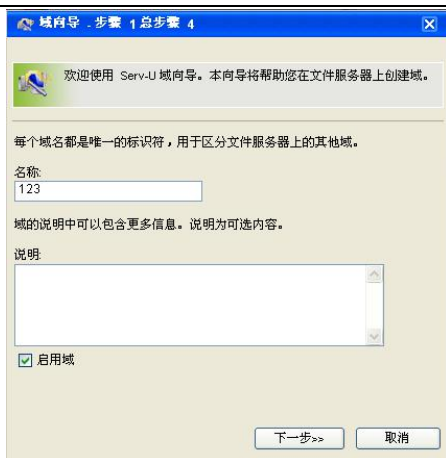 域向导 - 步骤 1总步骤 4
欢迎使用 Serv-U 域向导。本向导将帮助您在文件服务器上创建域。
每个域名都是唯一的标识符，用于区分文件服务器上的其他域。
名称:
123
域的说明中可以包含更多信息。说明为可选内容。
说明:
启用域
下一步>>
取消